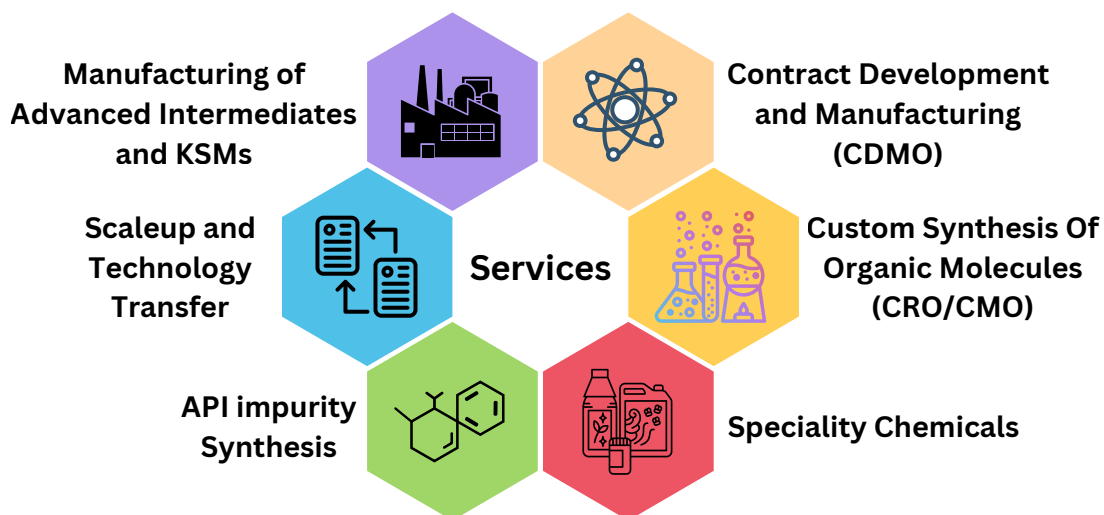 Manufacturing of
Advanced Intermediates
and KSMs
Contract Development
and Manufacturing
(CDMO)
Scaleup and
Technology
Transfer
Services
Custom Synthesis Of
Organic Molecules
(CRO/CMO)
API impurity
Synthesis
Speciality Chemicals